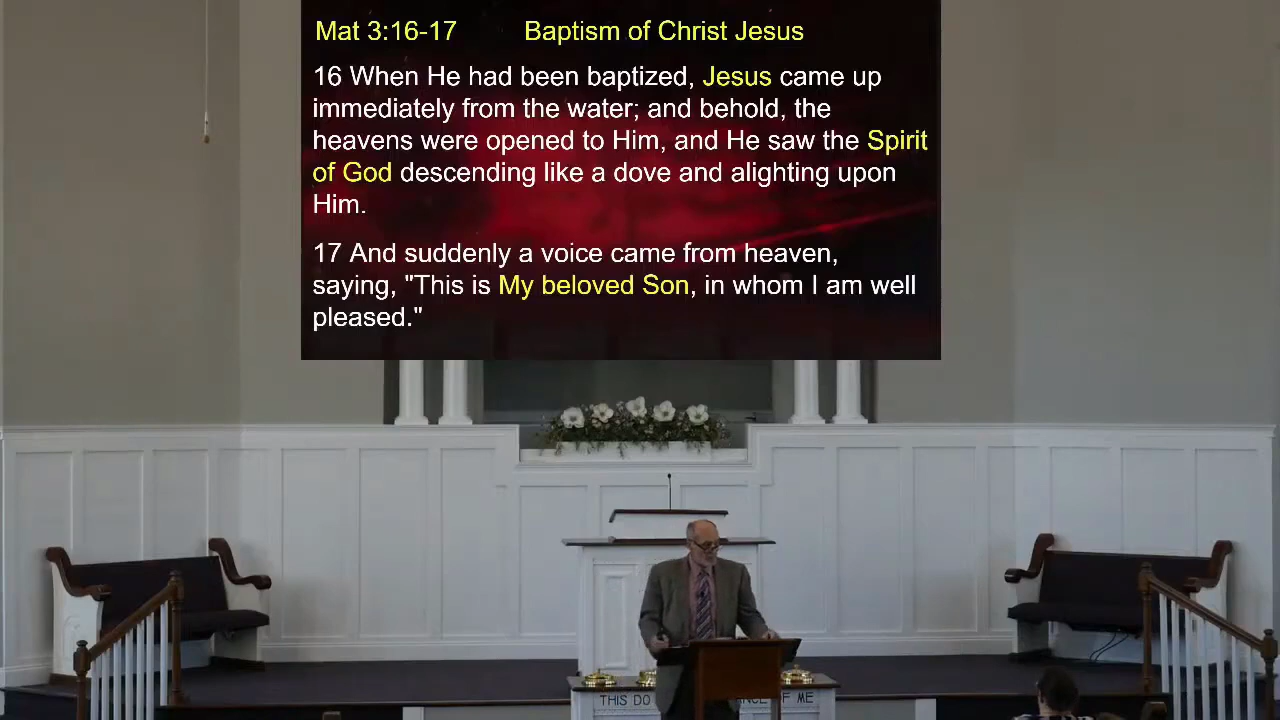 Mat 3:16-17 Baptism of Christ Jesus
16 When He had been baptized, Jesus came up
immediately from the water; and behold, the
heavens were opened to Him, and He saw the Spirit
of God descending like a dove and alighting upon
Him.
17 And suddenly a voice came from heaven,
saying, "This is My beloved Son, in whom I am well
pleased."
THIS DO OF ME